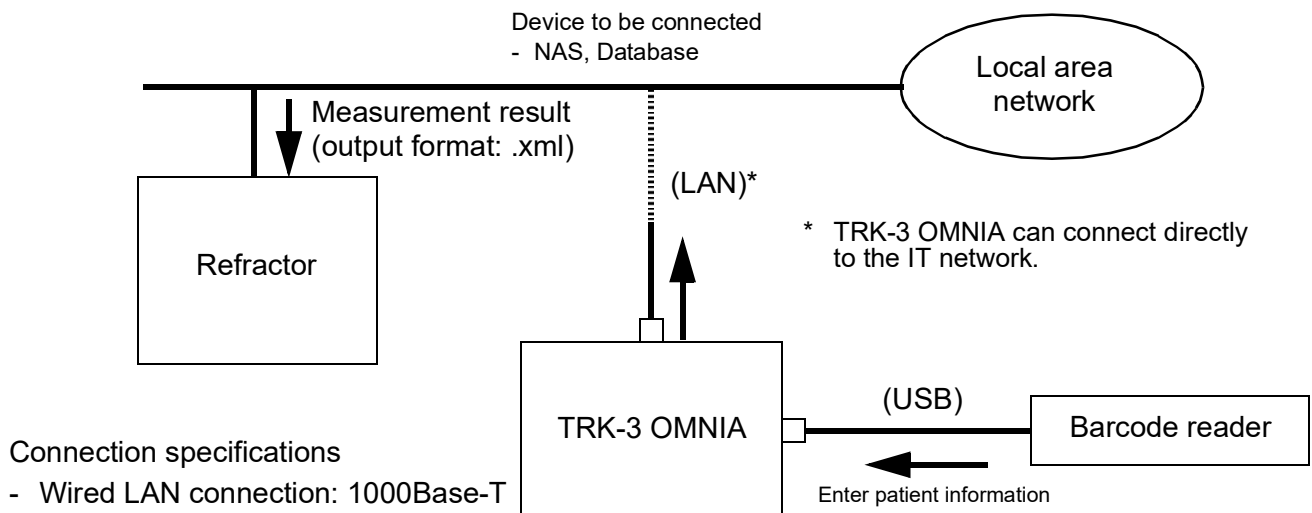 Device to be connected
- NAS, Database
Local area
network
Measurement result
(output format: .xml)
(LAN)*
* TRK-3 OMNIA can connect directly
to the IT network.
Refractor
(USB)
TRK-3 OMNIA
Barcode reader
Enter patient information
Connection specifications
- Wired LAN connection: 1000Base-T